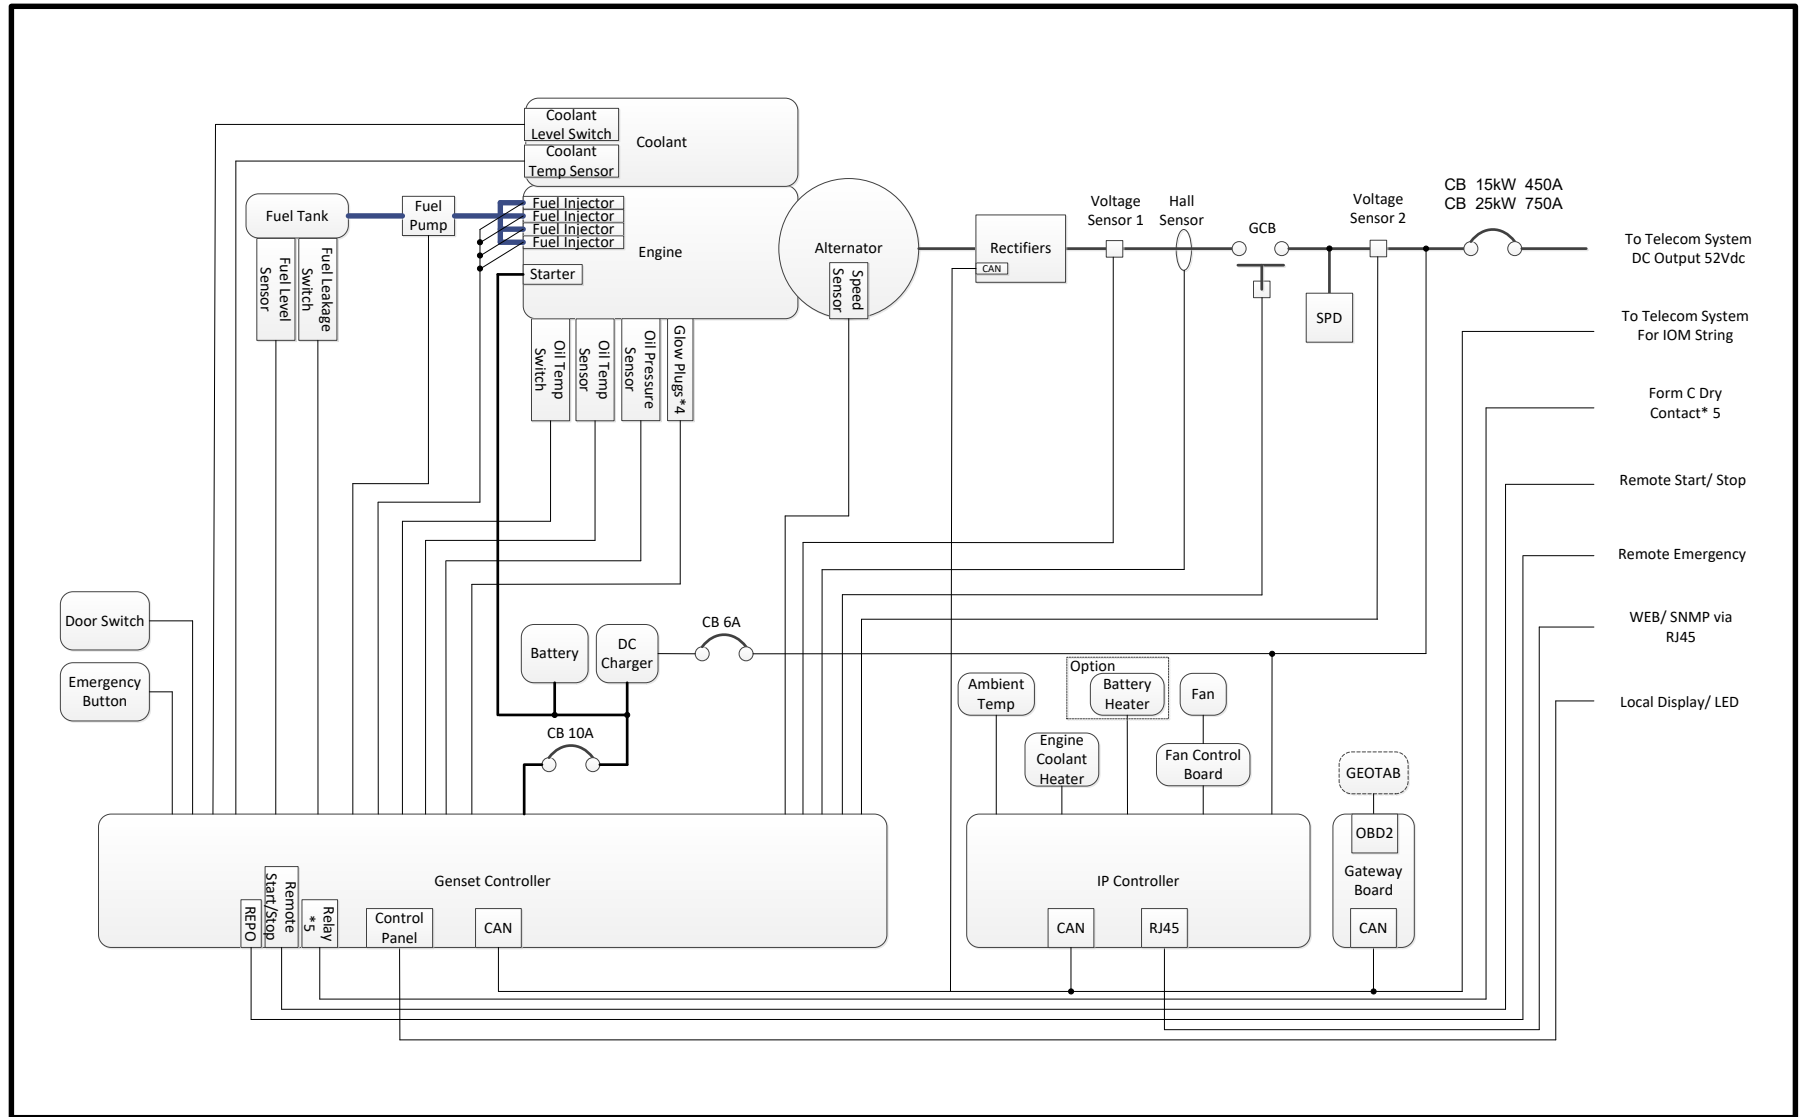 Coolant
Level Switch
Coolant
Temp Sensor
Coolant
Fuel Tank
Fuel
Pump
Fuel Injector
Fuel Injector
Fuel Injector
Fuel Injector
Engine
Starter
Fuel Level
Sensor
Fuel Leakage
Switch
Oil Temp
Switch
Oil Temp
Sensor
Oil Pressure
Sensor
Glow Plugs*4
Alternator
Speed
Sensor
Rectifiers
CAN
Voltage
Sensor 1
Hall
Sensor
GCB
SPD
Voltage
Sensor 2
CB 15kW 450A
CB 25kW 750A
To Telecom System
DC Output 52Vdc
To Telecom System
For IOM String
Form C Dry
Contact* 5
Remote Start/ Stop
Remote Emergency
WEB/ SNMP via
RJ45
Local Display/ LED
Door Switch
Emergency
Button
Battery
DC
Charger
CB 6A
CB 10A
Ambient
Temp
Option
Battery
Heater
Fan
Engine
Coolant
Heater
Fan Control
Board
GEOTAB
OBD2
Gateway
Board
CAN
Genset Controller
REPO
Remote
Start/Stop
Relay
*5
Control
Panel
CAN
IP Controller
CAN
RJ45